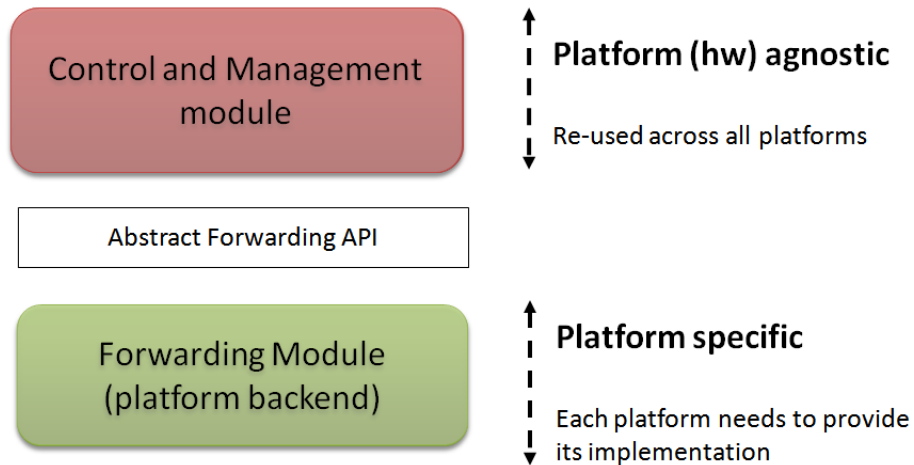 Control and Management
module
Platform (hw) agnostic
Re-used across all platforms
Abstract Forwarding API
Forwarding Module
(platform backend)
Platform specific
Each platform needs to provide
its implementation